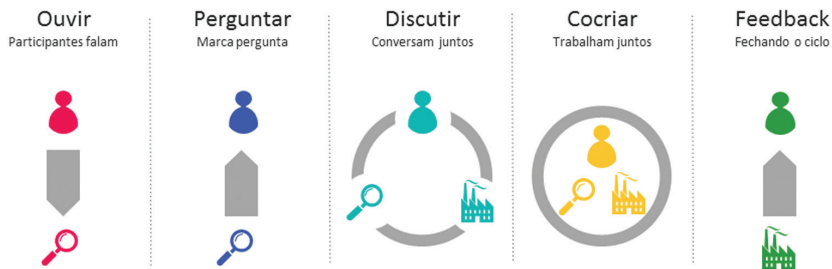 Ouvir
Participantes falam
Perguntar
Marca pergunta
Discutir
Conversam juntos
Cocriar
Trabalham juntos
Feedback
Fechando o ciclo